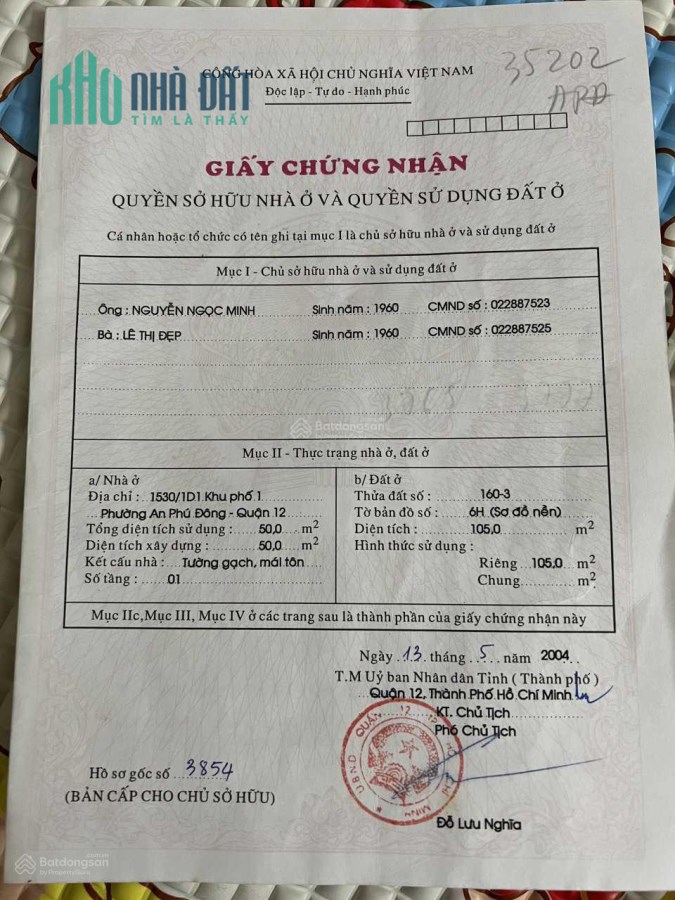 KHO NHÀ ĐẤT
TÌM LÀ THẤY
CỘNG HÒA XÃ HỘI CHỦ NGHĨA VIỆT NAM
Độc lập - Tự do - Hạnh phúc
35202
GIẤY CHỨNG NHẬN
QUYỀN SỞ HỮU NHÀ Ở VÀ QUYỀN SỬ DỤNG ĐẤT Ở
Cá nhân hoặc tổ chức có tên ghi tại mục I là chủ sở hữu nhà ở và sử dụng đất ở
Mục I - Chủ sở hữu nhà ở và sử dụng đất ở
Ông : NGUYỄN NGỌC MINH Sinh năm : 1960 CMND số : 022887523
Bà : LÊ THỊ ĐẸP Sinh năm : 1960 CMND số : 022887525
Batdongsan
Mục II - Thực trạng nhà ở, đất ở
a/ Nhà ở
Địa chỉ : 1530/1D1 Khu phố 1
Phường An Phú Đông - Quận 12
Tổng diện tích sử dụng : 50,0 m2
Diện tích xây dựng : 50,0 m2
Kết cấu nhà : Tường gạch, mái tôn
Số tầng : 01
b/ Đất ở
Thửa đất số : 160-3
Tờ bản đồ số : 6H (Sơ đồ nền)
Diện tích : 105,0 m2
Hình thức sử dụng :
Riêng 105,0 m2
Chung m2
Mục IIc,Mục III, Mục IV ở các trang sau là thành phần của giấy chứng nhận này
Ngày 13 tháng 5 năm 2004
T.M Uỷ ban Nhân dân Tỉnh ( Thành phố )
Quận 12, Thành Phố Hồ Chí Minh
KT. Chủ Tịch
Phó Chủ Tịch
UBND QUẬN 12 TP HỒ CHÍ MINH
Đỗ Lưu Nghĩa
Hồ sơ gốc số 3854
(BẢN CẤP CHO CHỦ SỞ HỮU)
Batdongsan
by PropertyGuru
Batdongsan